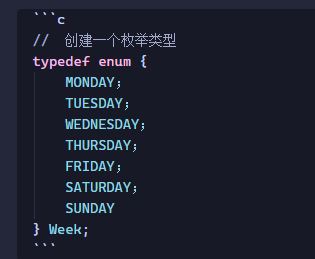 ```c
//  创建一个枚举类型
typedef enum {
    MONDAY；
    TUESDAY；
    WEDNESDAY；
    THURSDAY；
    FRIDAY；
    SATURDAY；
    SUNDAY
} Week;
```